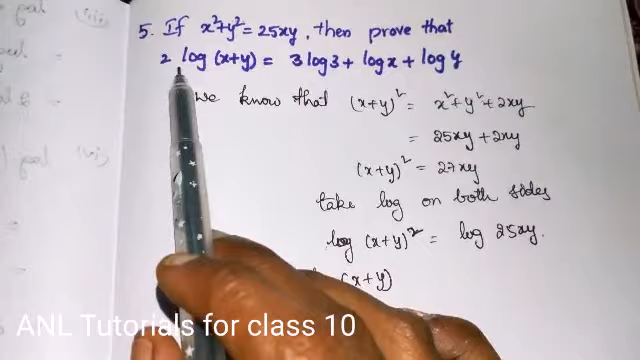 5. If x²+y² = 25xy, then prove that
2 log (x+y) = 3 log 3 + log x + log y
we know that (x+y)² = x²+y²+2xy
= 25xy + 2xy
(x+y)² = 27xy
take log on both sides
log (x+y)² = log 25xy.
(x+y)
ANL Tutorials for class 10